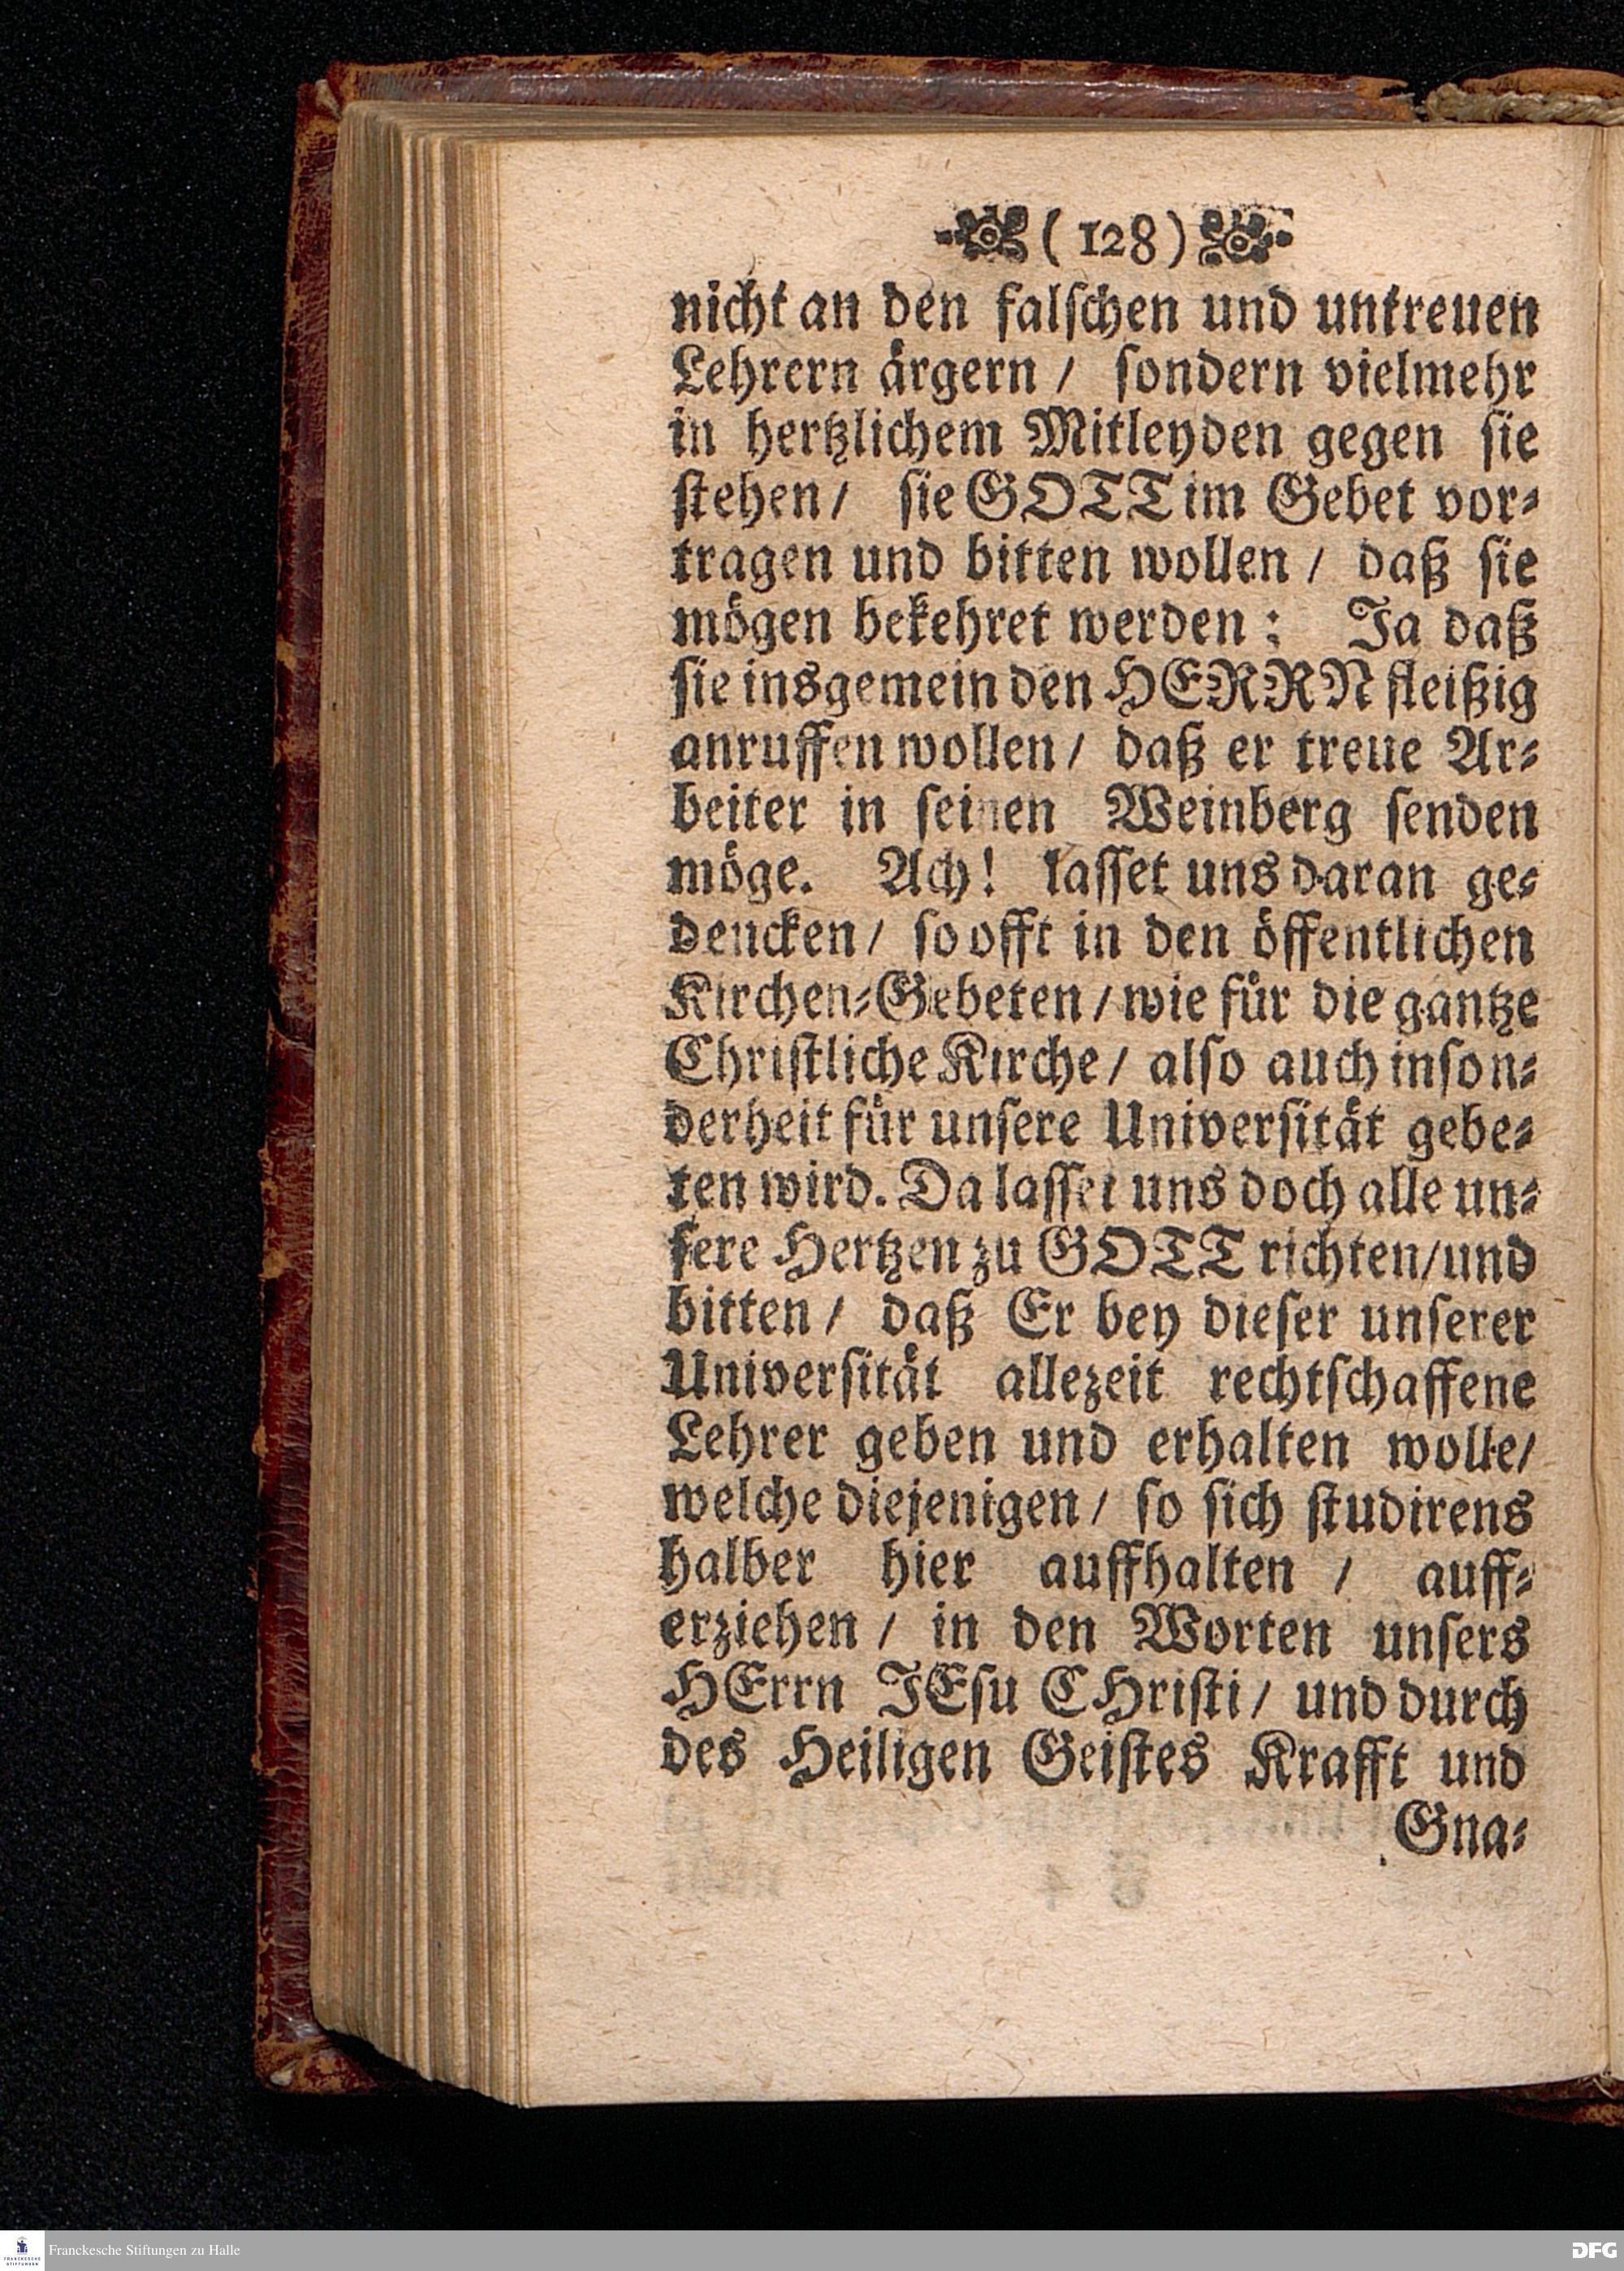 (128)
nicht an den falschen und untreuen
Lehrern ärgern / sondern vielmehr
in hertzlichem Mitleyden gegen sie
stehen / sie GOTT im Gebet vor-
tragen und bitten wollen / daß sie
mögen bekehret werden: Ja daß
sie insgemein den HERRN fleißig
anruffen wollen / daß er treue Ar-
beiter in seinen Weinberg senden
möge. Ach! lasset uns daran ge-
dencken / so offt in den öffentlichen
Kirchen-Gebeten / wie für die gantze
Christliche Kirche / also auch inson-
derheit für unsere Universität gebe-
ten wird. Da lasset uns doch alle un-
sere Hertzen zu GOTT richten/und
bitten / daß Er bey dieser unserer
Universität allezeit rechtschaffene
Lehrer geben und erhalten wolle/
welche diejenigen / so sich studirens
halber hier auffhalten / auff-
erziehen / in den Worten unsers
HErrn JEsu CHristi / und durch
des Heiligen Geistes Krafft und
Gna-
FRANCKESCHE
STIFTUNGEN
Franckesche Stiftungen zu Halle
DFG